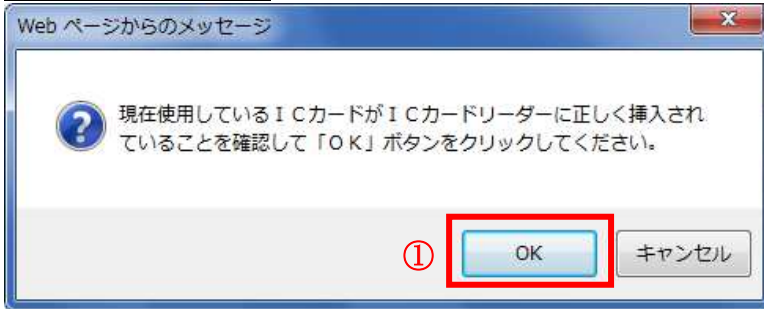 Web ページからのメッセージ
現在使用しているＩＣカードがＩＣカードリーダーに正しく挿入され
ていることを確認して「ＯＫ」ボタンをクリックしてください。
① OK キャンセル